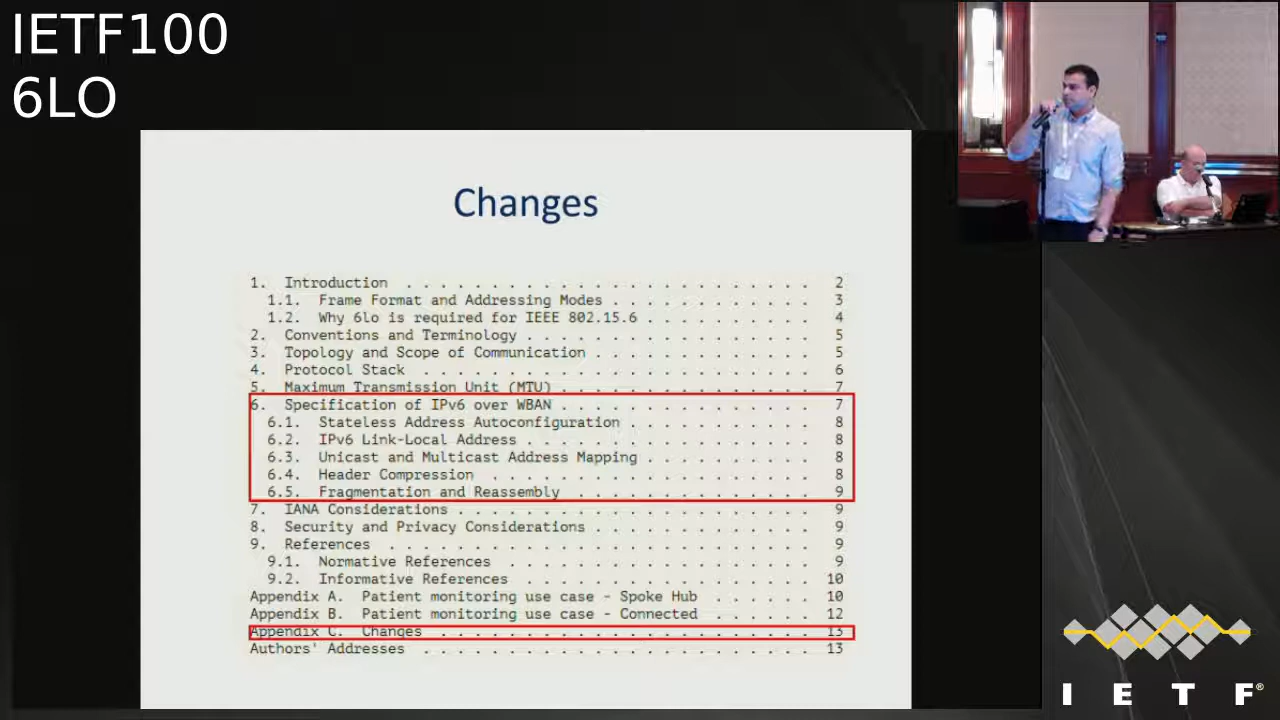 IETF100
6LO
Changes
1. Introduction . . . . . . . . . . . . . . . . . . . . . . . . 2
1.1. Frame Format and Addressing Modes . . . . . . . . . . . . 3
1.2. Why 6lo is required for IEEE 802.15.6 . . . . . . . . . . 4
2. Conventions and Terminology . . . . . . . . . . . . . . . . . 5
3. Topology and Scope of Communication . . . . . . . . . . . . . 5
4. Protocol Stack . . . . . . . . . . . . . . . . . . . . . . . 6
5. Maximum Transmission Unit (MTU) . . . . . . . . . . . . . . . 7
6. Specification of IPv6 over WBAN . . . . . . . . . . . . . . . 7
6.1. Stateless Address Autoconfiguration . . . . . . . . . . . 8
6.2. IPv6 Link-Local Address . . . . . . . . . . . . . . . . . 8
6.3. Unicast and Multicast Address Mapping . . . . . . . . . . 8
6.4. Header Compression . . . . . . . . . . . . . . . . . . . 8
6.5. Fragmentation and Reassembly . . . . . . . . . . . . . . 9
7. IANA Considerations . . . . . . . . . . . . . . . . . . . . . 9
8. Security and Privacy Considerations . . . . . . . . . . . . . 9
9. References . . . . . . . . . . . . . . . . . . . . . . . . . 9
9.1. Normative References . . . . . . . . . . . . . . . . . . 9
9.2. Informative References . . . . . . . . . . . . . . . . . 10
Appendix A. Patient monitoring use case - Spoke Hub . . . . . . 10
Appendix B. Patient monitoring use case - Connected . . . . . . 12
Appendix C. Changes . . . . . . . . . . . . . . . . . . . . . . 13
Authors' Addresses . . . . . . . . . . . . . . . . . . . . . . . 13
I E T F®